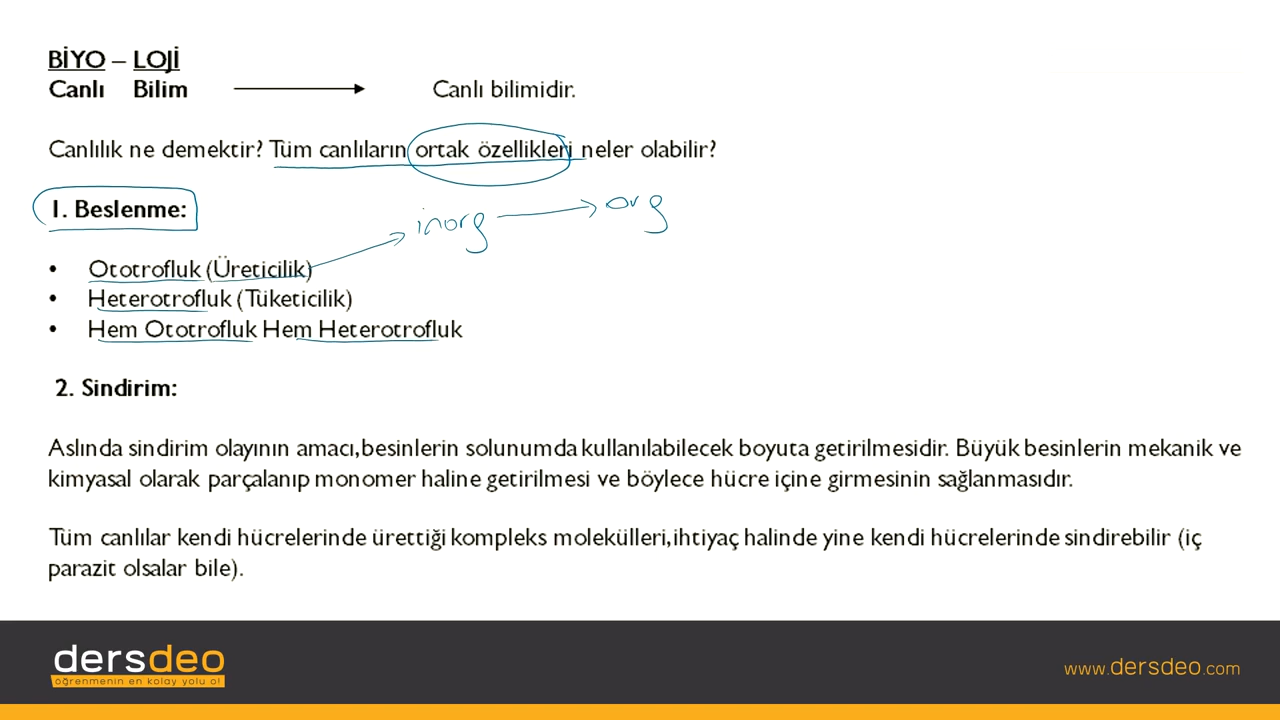 BİYO – LOJİ
Canlı Bilim Canlı bilimidir.
Canlılık ne demektir? Tüm canlıların ortak özellikleri neler olabilir?
1. Beslenme:
inorg → org
• Ototrofluk (Üreticilik)
• Heterotrofluk (Tüketicilik)
• Hem Ototrofluk Hem Heterotrofluk
2. Sindirim:
Aslında sindirim olayının amacı,besinlerin solunumda kullanılabilecek boyuta getirilmesidir. Büyük besinlerin mekanik ve
kimyasal olarak parçalanıp monomer haline getirilmesi ve böylece hücre içine girmesinin sağlanmasıdır.
Tüm canlılar kendi hücrelerinde ürettiği kompleks molekülleri,ihtiyaç halinde yine kendi hücrelerinde sindirebilir (iç
parazit olsalar bile).
dersdeo
öğrenmenin en kolay yolu o!
www.dersdeo.com